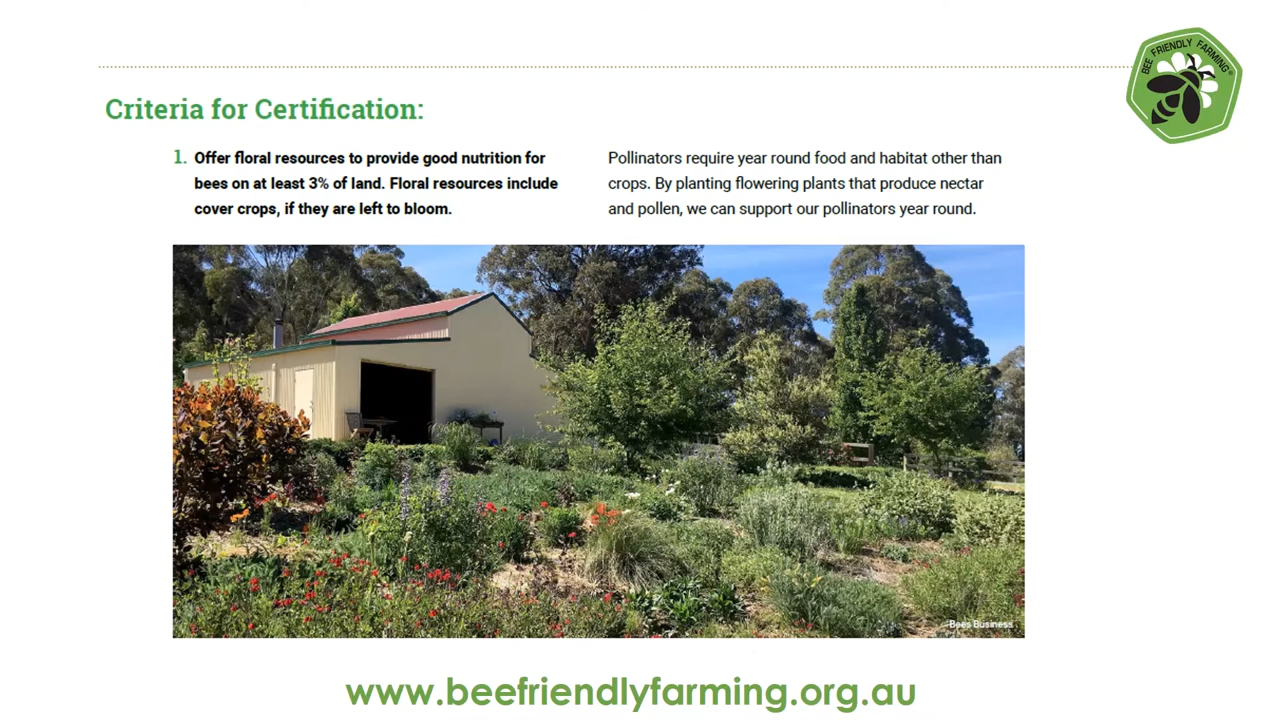 BEE FRIENDLY FARMING
Criteria for Certification:
1. Offer floral resources to provide good nutrition for
bees on at least 3% of land. Floral resources include
cover crops, if they are left to bloom.
Pollinators require year round food and habitat other than
crops. By planting flowering plants that produce nectar
and pollen, we can support our pollinators year round.
Bees Business
www.beefriendlyfarming.org.au